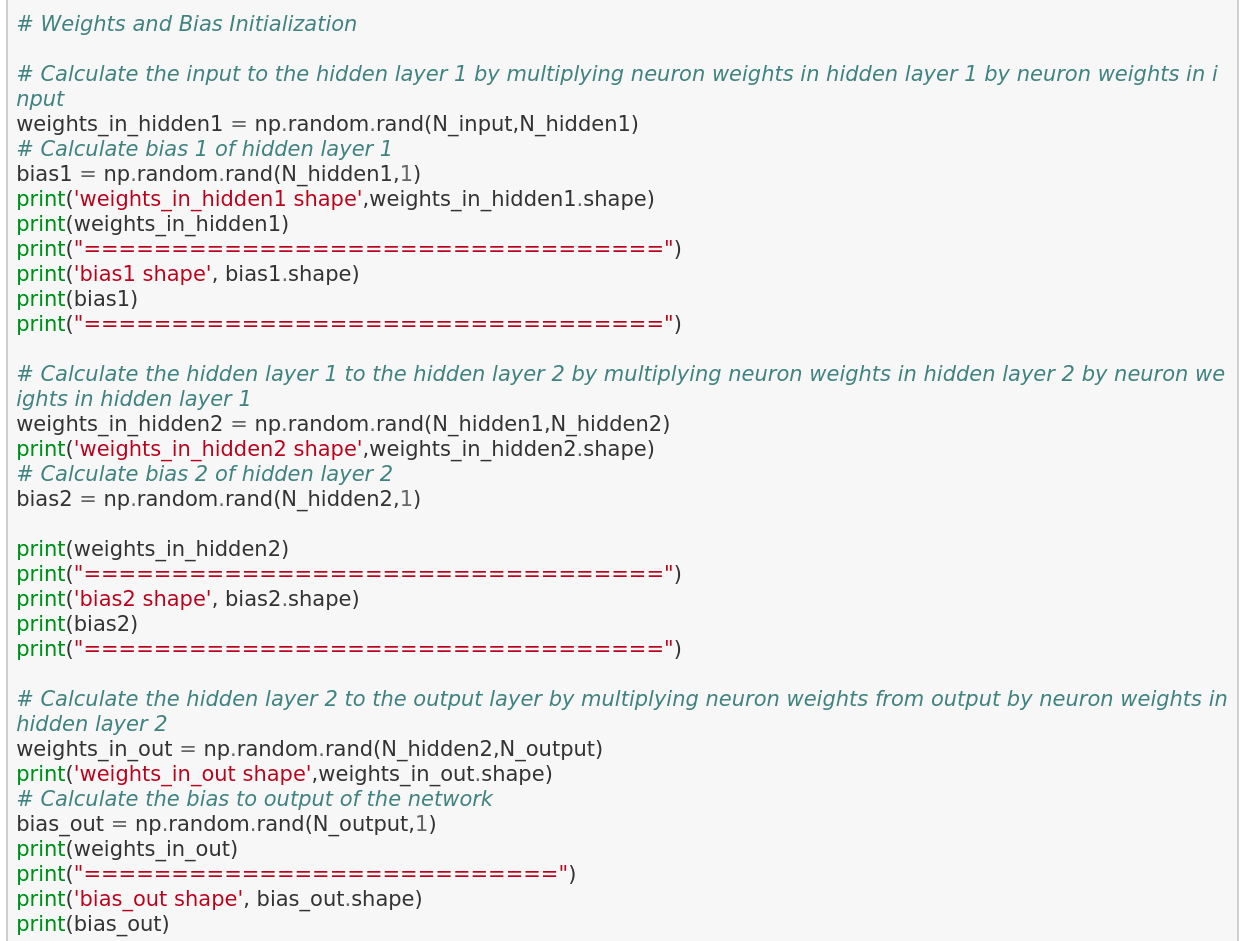 # Weights and Bias Initialization
# Calculate the input to the hidden layer 1 by multiplying neuron weights in hidden layer 1 by neuron weights in i
nput
weights_in_hidden1 = np.random.rand(N_input,N_hidden1)
# Calculate bias 1 of hidden layer 1
bias1 = np.random.rand(N_hidden1,1)
print('weights_in_hidden1 shape',weights_in_hidden1.shape)
print(weights_in_hidden1)
print("=================================")
print('bias1 shape', bias1.shape)
print(bias1)
print("=================================")
# Calculate the hidden layer 1 to the hidden layer 2 by multiplying neuron weights in hidden layer 2 by neuron we
ights in hidden layer 1
weights_in_hidden2 = np.random.rand(N_hidden1,N_hidden2)
print('weights_in_hidden2 shape',weights_in_hidden2.shape)
# Calculate bias 2 of hidden layer 2
bias2 = np.random.rand(N_hidden2,1)
print(weights_in_hidden2)
print("=================================")
print('bias2 shape', bias2.shape)
print(bias2)
print("=================================")
# Calculate the hidden layer 2 to the output layer by multiplying neuron weights from output by neuron weights in
hidden layer 2
weights_in_out = np.random.rand(N_hidden2,N_output)
print('weights_in_out shape',weights_in_out.shape)
# Calculate the bias to output of the network
bias_out = np.random.rand(N_output,1)
print(weights_in_out)
print("===========================")
print('bias_out shape', bias_out.shape)
print(bias_out)